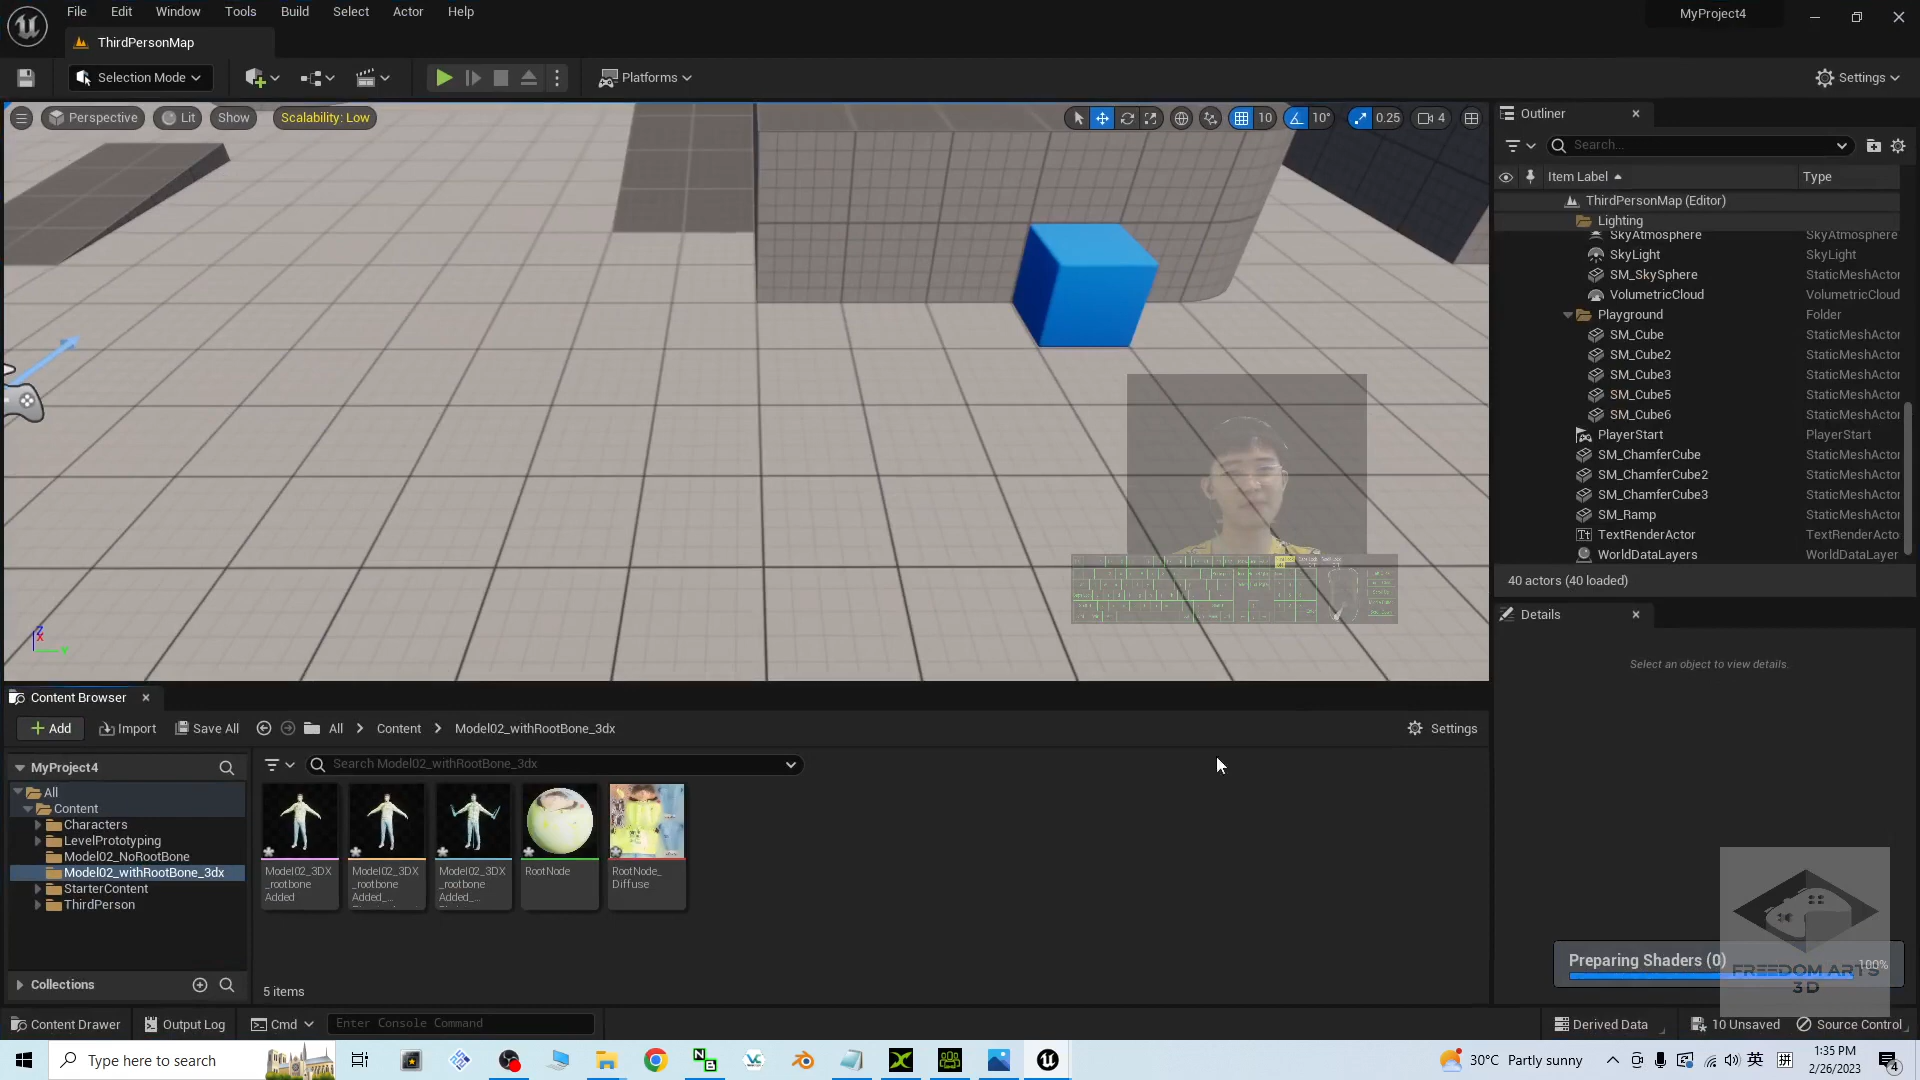 File Edit Window Tools Build Select Actor Help
MyProject4
ThirdPersonMap
Selection Mode
Platforms
Settings
Perspective Lit Show Scalability: Low
10 10° 0.25 4
Outliner
Search...
Item Label Type
ThirdPersonMap (Editor)
Lighting
SkyAtmosphere SkyAtmosphere
SkyLight SkyLight
SM_SkySphere StaticMeshActor
VolumetricCloud VolumetricCloud
Playground Folder
SM_Cube StaticMeshActor
SM_Cube2 StaticMeshActor
SM_Cube3 StaticMeshActor
SM_Cube5 StaticMeshActor
SM_Cube6 StaticMeshActor
PlayerStart PlayerStart
SM_ChamferCube StaticMeshActor
SM_ChamferCube2 StaticMeshActor
SM_ChamferCube3 StaticMeshActor
SM_Ramp StaticMeshActor
TextRenderActor TextRenderActor
WorldDataLayers WorldDataLayer
40 actors (40 loaded)
Details
Select an object to view details.
Z
X
Y
Content Browser
Add Import Save All All Content Model02_withRootBone_3dx
Settings
MyProject4
Search Model02_withRootBone_3dx
All
Content
Characters
LevelPrototyping
Model02_NoRootBone
Model02_withRootBone_3dx
StarterContent
ThirdPerson
Collections
Model02_3DX
_rootbone
Added
Model02_3DX
_rootbone
Added_...
Model02_3DX
_rootbone
Added_...
RootNode
RootNode_
Diffuse
5 items
Preparing Shaders (0)
100%
FREEDOM ARTS
3D
Content Drawer Output Log Cmd Enter Console Command
Derived Data 10 Unsaved Source Control
Type here to search
30°C Partly sunny
英 拼
1:35 PM
2/26/2023
4